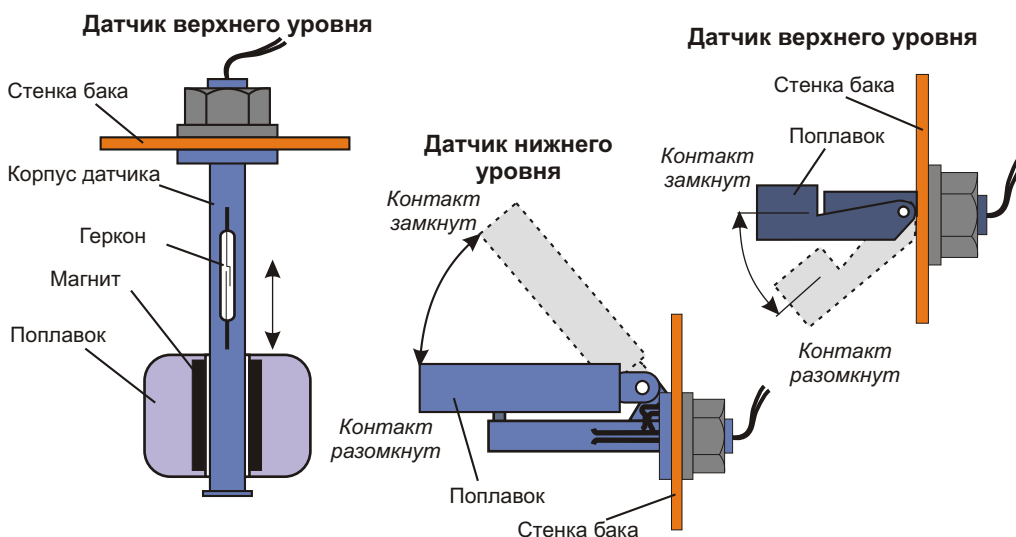 Датчик верхнего уровня
Стенка бака
Корпус датчика
Геркон
Магнит
Поплавок
Датчик нижнего
уровня
Контакт
замкнут
Контакт
разомкнут
Поплавок
Стенка бака
Датчик верхнего уровня
Стенка бака
Поплавок
Контакт
замкнут
Контакт
разомкнут